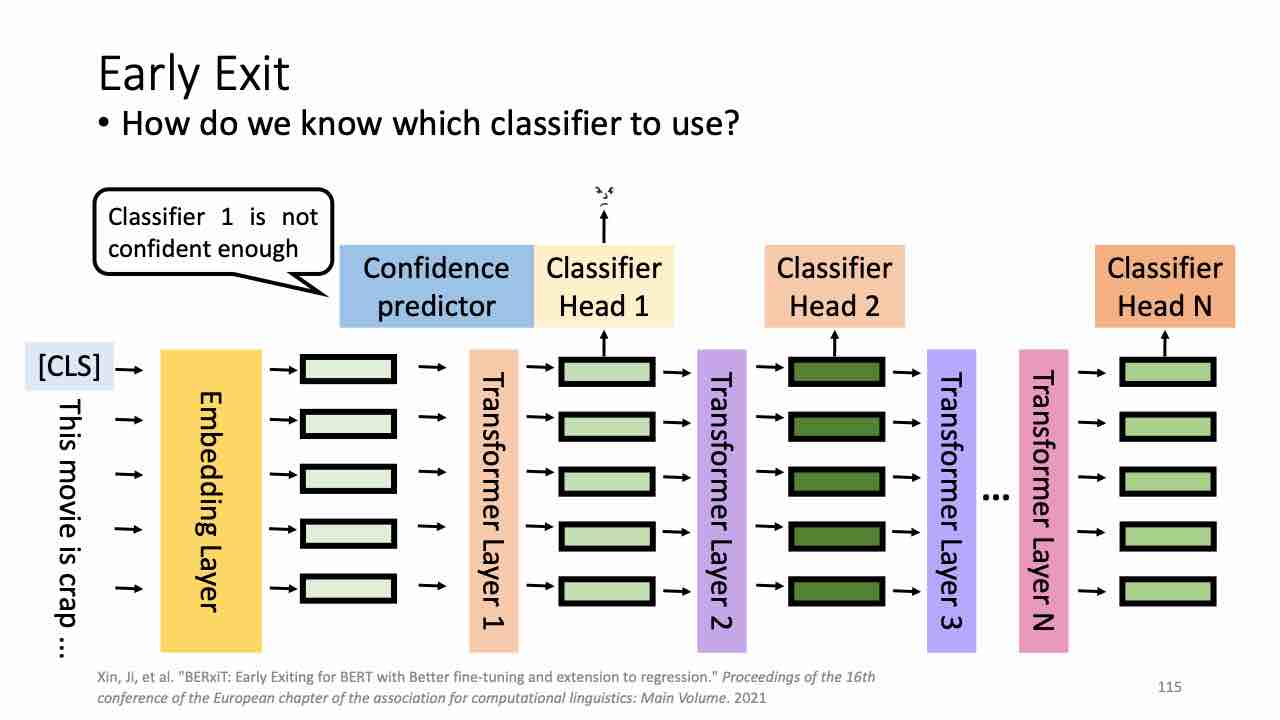 Early Exit
• How do we know which classifier to use?
Classifier 1 is not
confident enough
Confidence
predictor
Classifier
Head 1
Classifier
Head 2
Classifier
Head N
[CLS]
This movie is crap ...
Embedding Layer
Transformer Layer 1
Transformer Layer 2
Transformer Layer 3
...
Transformer Layer N
Xin, Ji, et al. "BERxiT: Early Exiting for BERT with Better fine-tuning and extension to regression." Proceedings of the 16th
conference of the European chapter of the association for computational linguistics: Main Volume. 2021
115